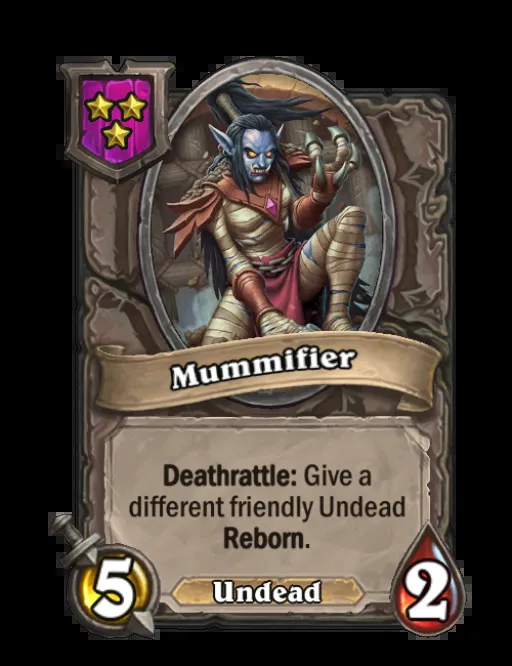 Mummifier
Deathrattle: Give a
different friendly Undead
Reborn.
5
Undead
2